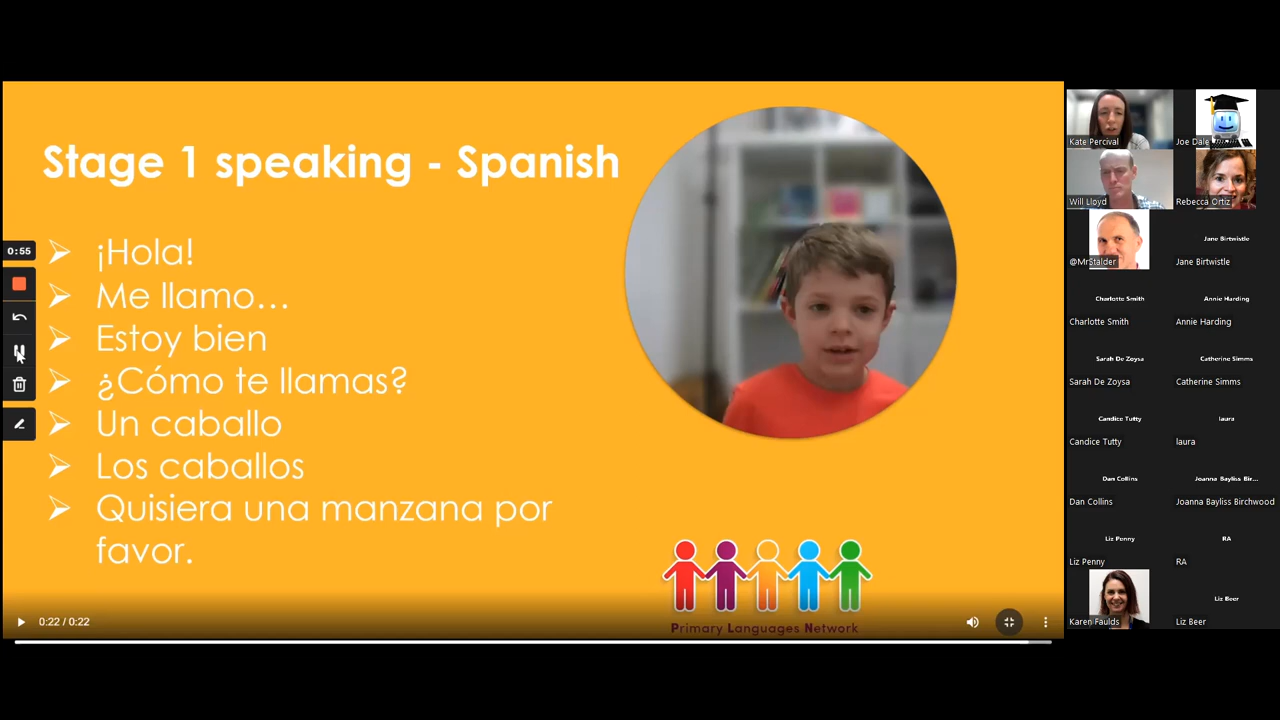 Stage 1 speaking - Spanish
¡Hola!
Me llamo…
Estoy bien
¿Cómo te llamas?
Un caballo
Los caballos
Quisiera una manzana por
favor.
0:55
0:22 / 0:22
Primary Languages Network
Kate Percival
Joe Dale
Will Lloyd
Rebecca Ortiz
@MrStalder
Jane Birtwistle
Jane Birtwistle
Charlotte Smith
Annie Harding
Charlotte Smith
Annie Harding
Sarah De Zoysa
Catherine Simms
Sarah De Zoysa
Catherine Simms
Candice Tutty
laura
Candice Tutty
laura
Dan Collins
Joanna Bayliss Bir...
Dan Collins
Joanna Bayliss Birchwood
Liz Penny
RA
Liz Penny
RA
Liz Beer
Karen Faulds
Liz Beer